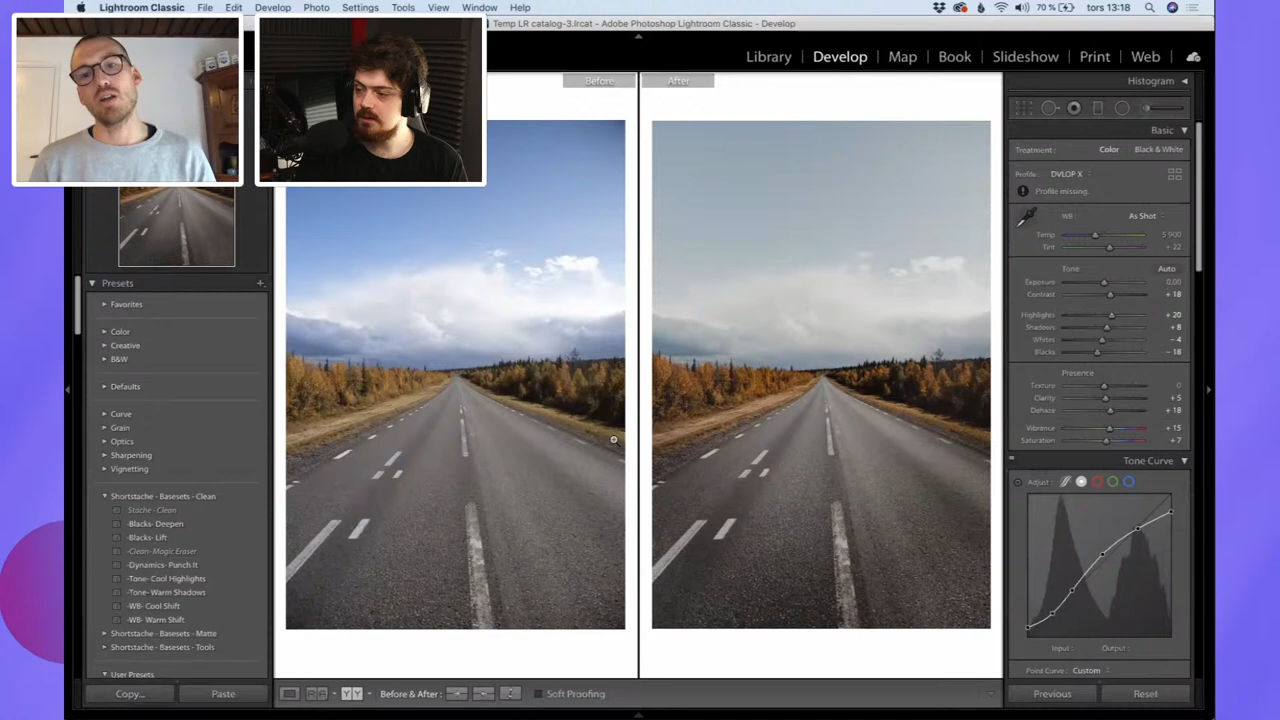 Lightroom Classic File Edit Develop Photo Settings Tools View Window Help 70 % tors 13:18
Temp LR catalog-3.lrcat - Adobe Photoshop Lightroom Classic - Develop
Library Develop Map Book Slideshow Print Web
Before
After
Presets
Favorites
Color
Creative
B&W
Defaults
Curve
Grain
Optics
Sharpening
Vignetting
Shortstache - Basesets - Clean
Stache - Clean
-Blacks- Deepen
-Blacks- Lift
-Clean- Magic Eraser
-Dynamics- Punch It
-Tone- Cool Highlights
-Tone- Warm Shadows
-WB- Cool Shift
-WB- Warm Shift
Shortstache - Basesets - Matte
Shortstache - Basesets - Tools
User Presets
Copy... Paste
Before & After: Soft Proofing
Histogram
Basic
Treatment: Color Black & White
Profile: DVLOP X
Profile missing.
WB: As Shot
Temp 5 900
Tint + 22
Tone Auto
Exposure 0,00
Contrast + 18
Highlights + 20
Shadows + 8
Whites − 4
Blacks − 18
Presence
Texture 0
Clarity + 5
Dehaze + 18
Vibrance + 15
Saturation + 7
Tone Curve
Adjust:
Input: Output:
Point Curve: Custom
Previous Reset